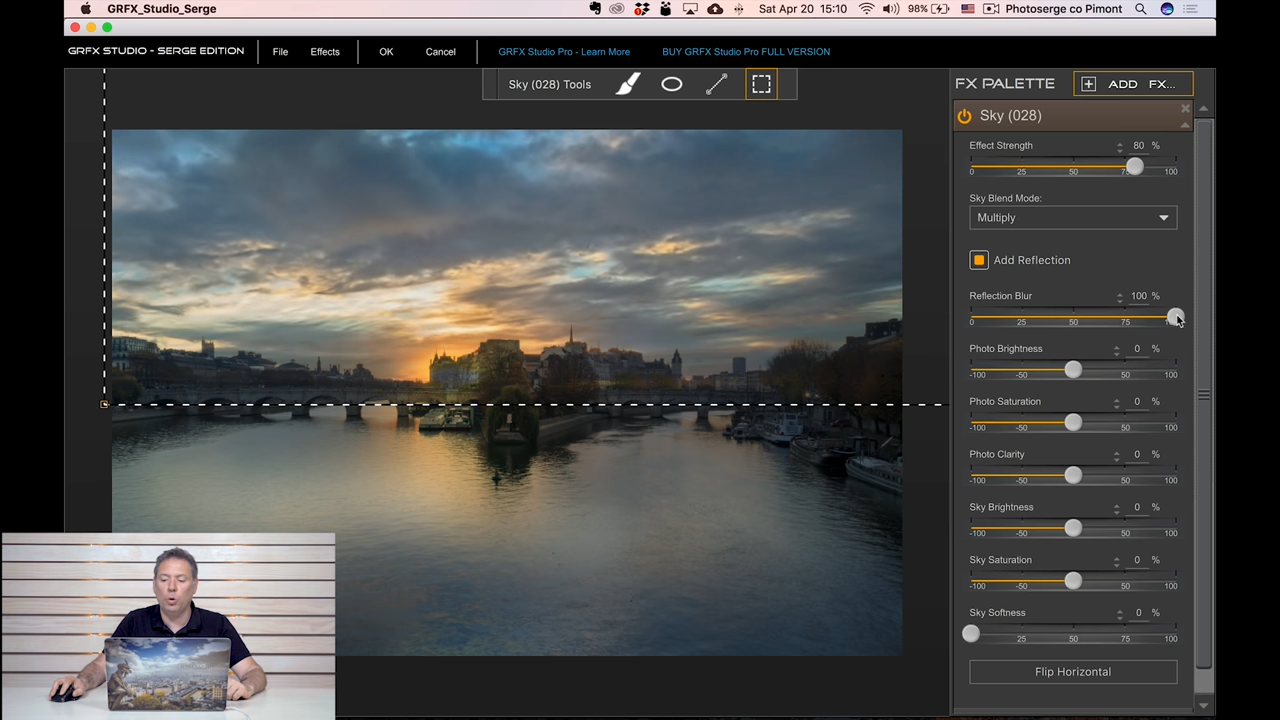 GRFX_Studio_Serge
Sat Apr 20 15:10
98%
Photoserge co Pimont
GRFX STUDIO - SERGE EDITION
File
Effects
OK
Cancel
GRFX Studio Pro - Learn More
BUY GRFX Studio Pro FULL VERSION
Sky (028) Tools
FX PALETTE
ADD FX...
Sky (028)
Effect Strength 80 %
0 25 50 75 100
Sky Blend Mode:
Multiply
Add Reflection
Reflection Blur 100 %
0 25 50 75 100
Photo Brightness 0 %
-100 -50 50 100
Photo Saturation 0 %
-100 -50 50 100
Photo Clarity 0 %
-100 -50 50 100
Sky Brightness 0 %
-100 -50 50 100
Sky Saturation 0 %
-100 -50 50 100
Sky Softness 0 %
25 50 75 100
Flip Horizontal